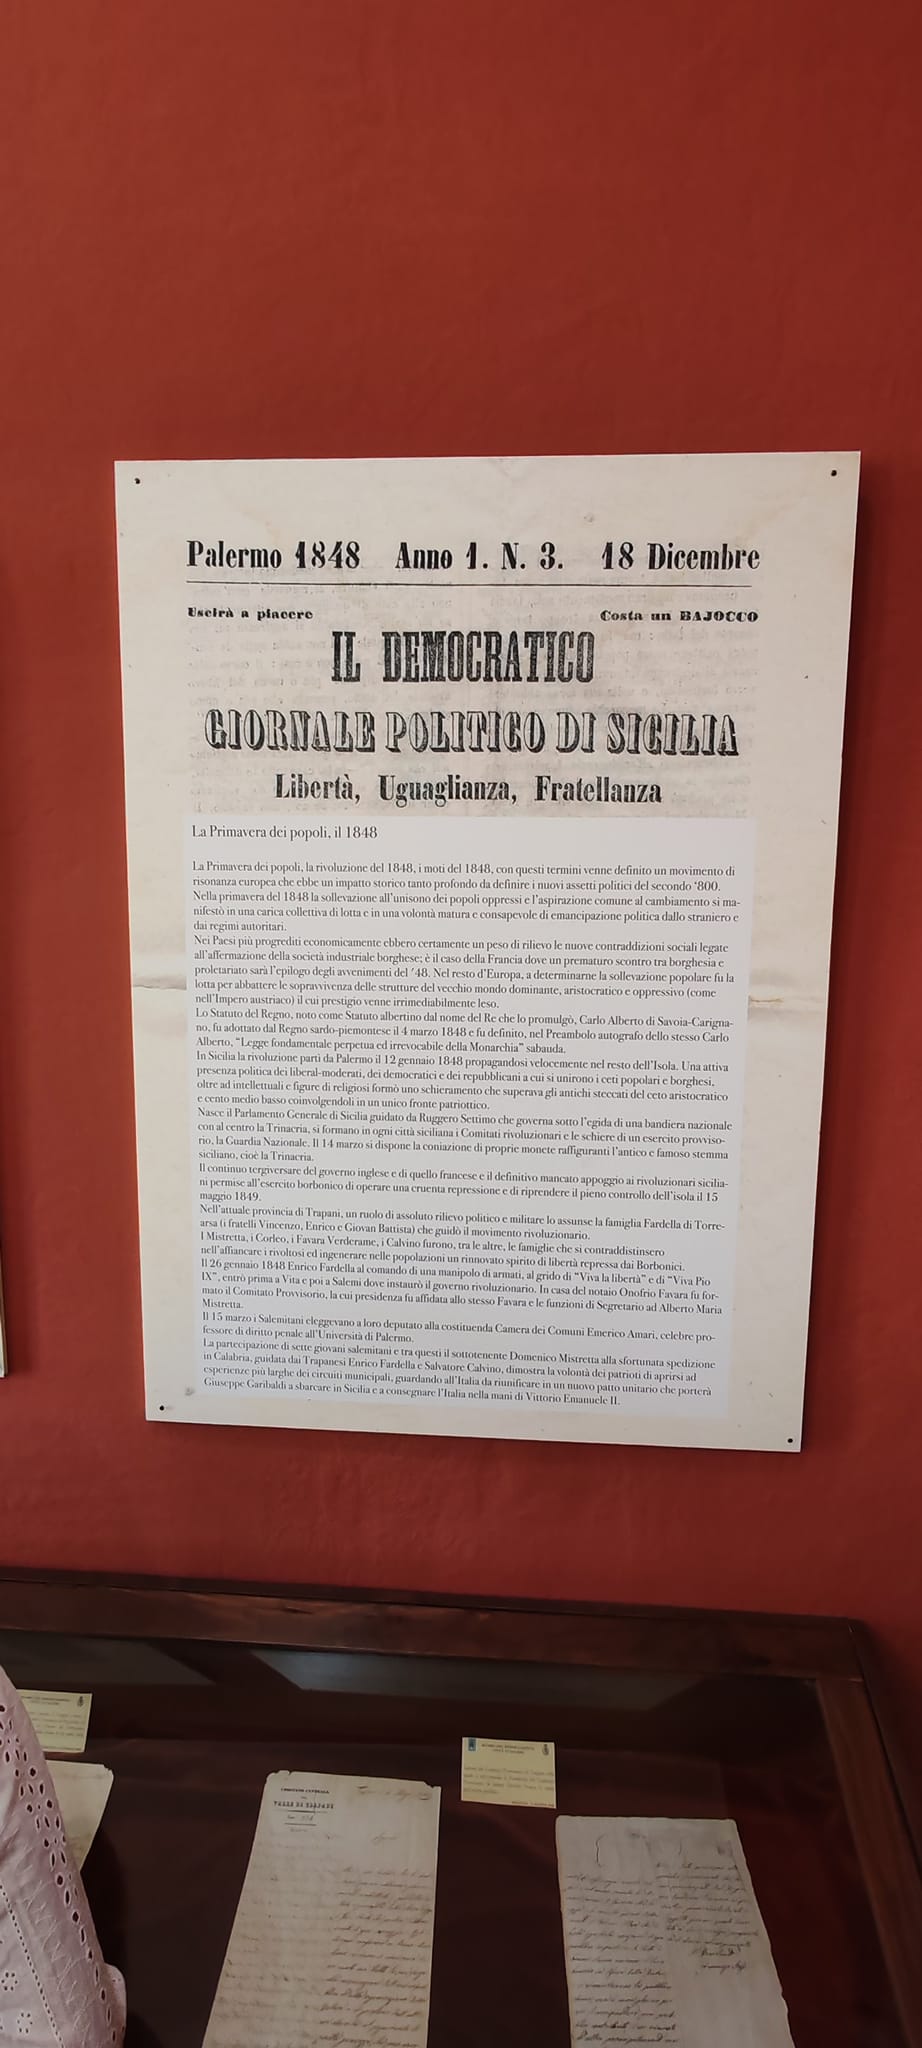 Palermo 1848 Anno 1. N. 3. 18 Dicembre
Uscirà a piacere Costa un BAJOCCO
IL DEMOCRATICO
GIORNALE POLITICO DI SICILIA
Libertà, Uguaglianza, Fratellanza
La Primavera dei popoli, il 1848
La Primavera dei popoli, la rivoluzione del 1848, i moti del 1848, con questi termini venne definito un movimento di
risonanza europea che ebbe un impatto storico tanto profondo da definire i nuovi assetti politici del secondo '800.
Nella primavera del 1848 la sollevazione all'unisono dei popoli oppressi e l'aspirazione comune al cambiamento si ma-
nifestò in una carica collettiva di lotta e in una volontà matura e consapevole di emancipazione politica dallo straniero e
dai regimi autoritari.
Nei Paesi più progrediti economicamente ebbero certamente un peso di rilievo le nuove contraddizioni sociali legate
all'affermazione della società industriale borghese; è il caso della Francia dove un prematuro scontro tra borghesia e
proletariato sarà l'epilogo degli avvenimenti del '48. Nel resto d'Europa, a determinarne la sollevazione popolare fu la
lotta per abbattere le sopravvivenza delle strutture del vecchio mondo dominante, aristocratico e oppressivo (come
nell'Impero austriaco) il cui prestigio venne irrimediabilmente leso.
Lo Statuto del Regno, noto come Statuto albertino dal nome del Re che lo promulgò, Carlo Alberto di Savoia-Carigna-
no, fu adottato dal Regno sardo-piemontese il 4 marzo 1848 e fu definito, nel Preambolo autografo dello stesso Carlo
Alberto, "Legge fondamentale perpetua ed irrevocabile della Monarchia" sabauda.
In Sicilia la rivoluzione partì da Palermo il 12 gennaio 1848 propagandosi velocemente nel resto dell'Isola. Una attiva
presenza politica dei liberal-moderati, dei democratici e dei repubblicani a cui si unirono i ceti popolari e borghesi,
oltre ad intellettuali e figure di religiosi formò uno schieramento che superava gli antichi steccati del ceto aristocratico
e cento medio basso coinvolgendoli in un unico fronte patriottico.
Nasce il Parlamento Generale di Sicilia guidato da Ruggero Settimo che governa sotto l'egida di una bandiera nazionale
con al centro la Trinacria, si formano in ogni città siciliana i Comitati rivoluzionari e le schiere di un esercito provviso-
rio, la Guardia Nazionale. Il 14 marzo si dispone la coniazione di proprie monete raffiguranti l'antico e famoso stemma
siciliano, cioè la Trinacria.
Il continuo tergiversare del governo inglese e di quello francese e il definitivo mancato appoggio ai rivoluzionari sicilia-
ni permise all'esercito borbonico di operare una cruenta repressione e di riprendere il pieno controllo dell'isola il 15
maggio 1849.
Nell'attuale provincia di Trapani, un ruolo di assoluto rilievo politico e militare lo assunse la famiglia Fardella di Torre-
arsa (i fratelli Vincenzo, Enrico e Giovan Battista) che guidò il movimento rivoluzionario.
I Mistretta, i Corleo, i Favara Verderame, i Calvino furono, tra le altre, le famiglie che si contraddistinsero
nell'affiancare i rivoltosi ed ingenerare nelle popolazioni un rinnovato spirito di libertà repressa dai Borbonici.
Il 26 gennaio 1848 Enrico Fardella al comando di una manipolo di armati, al grido di "Viva la libertà" e di "Viva Pio
IX", entrò prima a Vita e poi a Salemi dove instaurò il governo rivoluzionario. In casa del notaio Onofrio Favara fu for-
mato il Comitato Provvisorio, la cui presidenza fu affidata allo stesso Favara e le funzioni di Segretario ad Alberto Maria
Mistretta.
Il 15 marzo i Salemitani eleggevano a loro deputato alla costituenda Camera dei Comuni Emerico Amari, celebre pro-
fessore di diritto penale all'Università di Palermo.
La partecipazione di sette giovani salemitani e tra questi il sottotenente Domenico Mistretta alla sfortunata spedizione
in Calabria, guidata dai Trapanesi Enrico Fardella e Salvatore Calvino, dimostra la volontà dei patrioti di aprirsi ad
esperienze più larghe dei circuiti municipali, guardando all'Italia da riunificare in un nuovo patto unitario che porterà
Giuseppe Garibaldi a sbarcare in Sicilia e a consegnare l'Italia nella mani di Vittorio Emanuele II.
COMITATO CENTRALE
VALLE DI TRAPANI